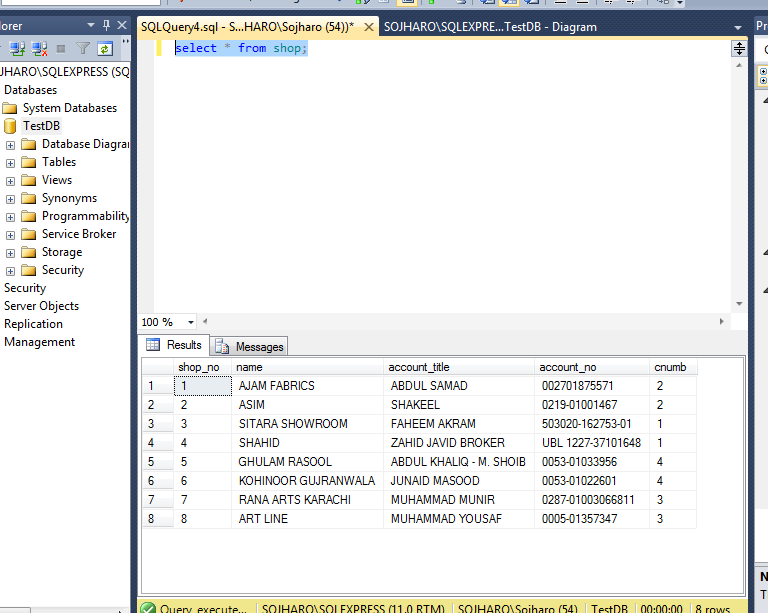 SQLQuery4.sql - S...HARO\Sojharo (54))* SOJHARO\SQLEXPRE...TestDB - Diagram
select * from shop;
JHARO\SQLEXPRESS (SQ
Databases
System Databases
TestDB
Database Diagra
Tables
Views
Synonyms
Programmability
Service Broker
Storage
Security
Security
Server Objects
Replication
Management
100 %
Results Messages
shop_no name account_title account_no cnumb
1 1 AJAM FABRICS ABDUL SAMAD 002701875571 2
2 2 ASIM SHAKEEL 0219-01001467 2
3 3 SITARA SHOWROOM FAHEEM AKRAM 503020-162753-01 1
4 4 SHAHID ZAHID JAVID BROKER UBL 1227-37101648 1
5 5 GHULAM RASOOL ABDUL KHALIQ - M. SHOIB 0053-01033956 4
6 6 KOHINOOR GUJRANWALA JUNAID MASOOD 0053-01022601 4
7 7 RANA ARTS KARACHI MUHAMMAD MUNIR 0287-01003066811 3
8 8 ART LINE MUHAMMAD YOUSAF 0005-01357347 3
Query execute... SOJHARO\SQLEXPRESS (11.0 RTM) SOJHARO\Sojharo (54) TestDB 00:00:00 8 rows